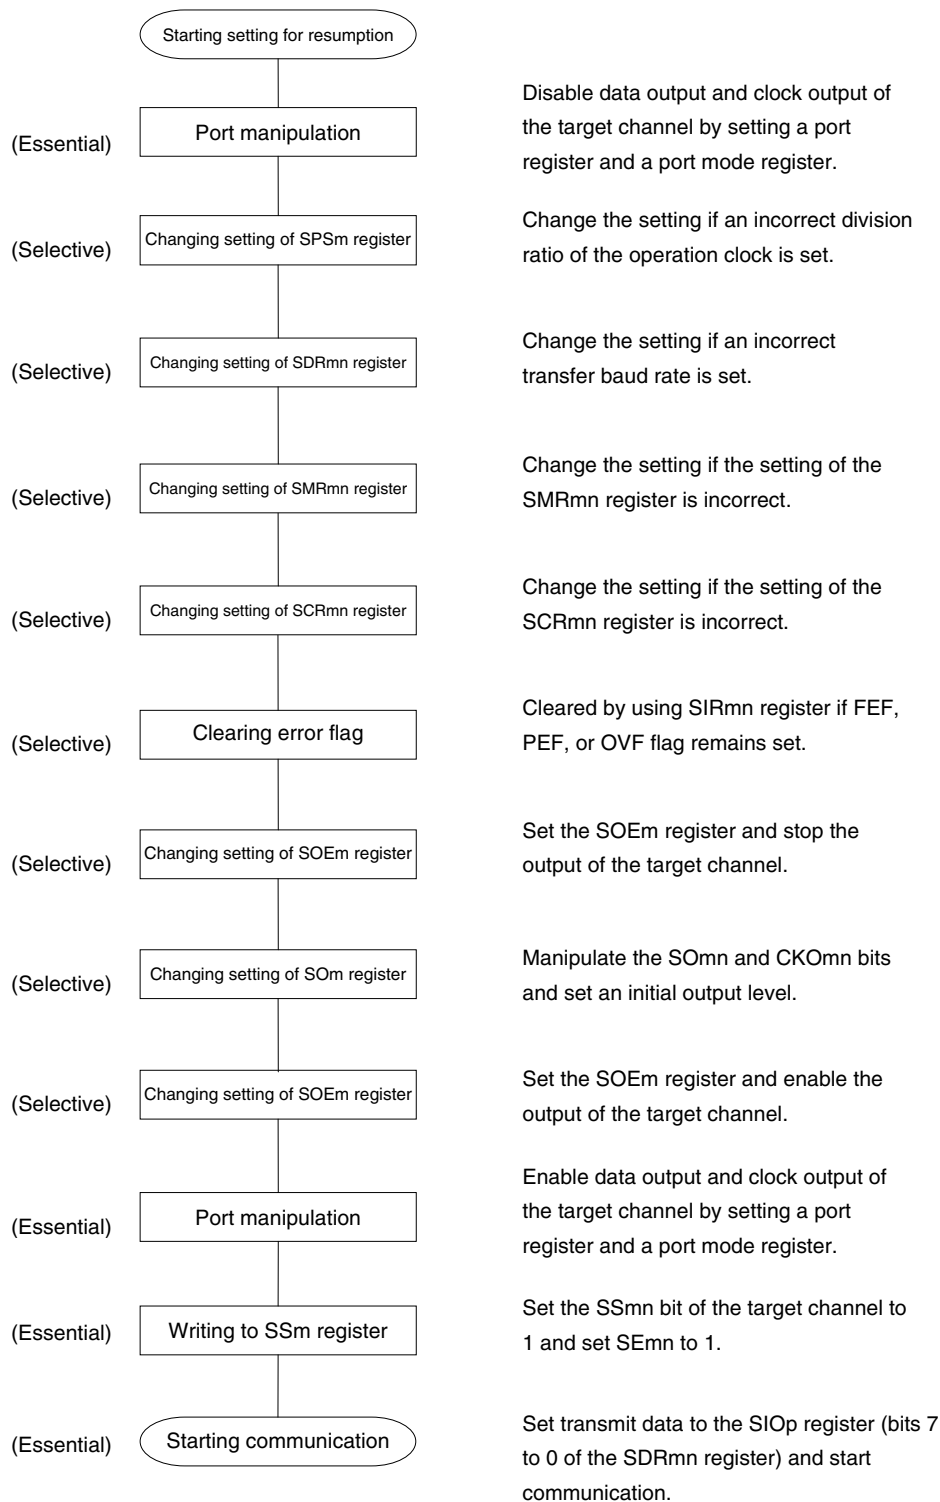 Starting setting for resumption
(Essential)
Port manipulation
Disable data output and clock output of
the target channel by setting a port
register and a port mode register.
(Selective)
Changing setting of SPSm register
Change the setting if an incorrect division
ratio of the operation clock is set.
(Selective)
Changing setting of SDRmn register
Change the setting if an incorrect
transfer baud rate is set.
(Selective)
Changing setting of SMRmn register
Change the setting if the setting of the
SMRmn register is incorrect.
(Selective)
Changing setting of SCRmn register
Change the setting if the setting of the
SCRmn register is incorrect.
(Selective)
Clearing error flag
Cleared by using SIRmn register if FEF,
PEF, or OVF flag remains set.
(Selective)
Changing setting of SOEm register
Set the SOEm register and stop the
output of the target channel.
(Selective)
Changing setting of SOm register
Manipulate the SOmn and CKOmn bits
and set an initial output level.
(Selective)
Changing setting of SOEm register
Set the SOEm register and enable the
output of the target channel.
(Essential)
Port manipulation
Enable data output and clock output of
the target channel by setting a port
register and a port mode register.
(Essential)
Writing to SSm register
Set the SSmn bit of the target channel to
1 and set SEmn to 1.
(Essential)
Starting communication
Set transmit data to the SIOp register (bits 7
to 0 of the SDRmn register) and start
communication.